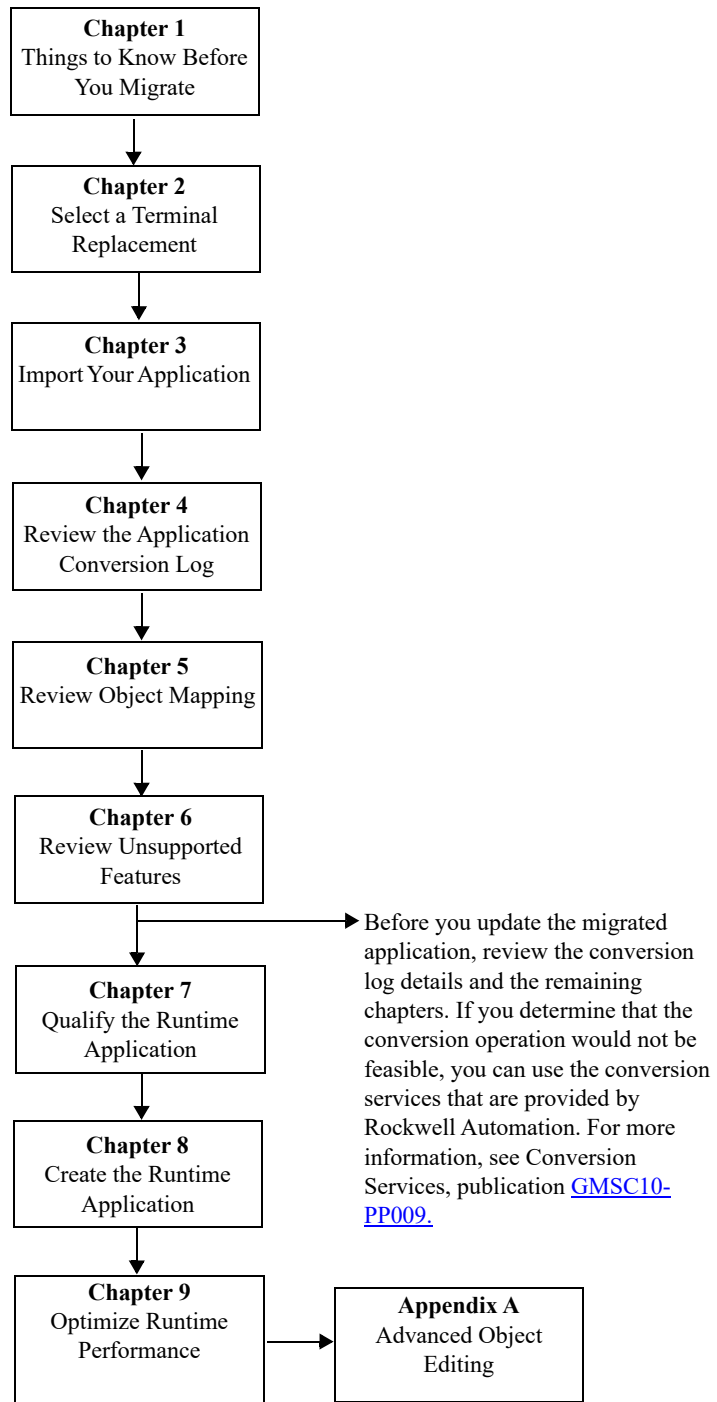 Chapter 1
Things to Know Before
You Migrate
Chapter 2
Select a Terminal
Replacement
Chapter 3
Import Your Application
Chapter 4
Review the Application
Conversion Log
Chapter 5
Review Object Mapping
Chapter 6
Review Unsupported
Features
Before you update the migrated
application, review the conversion
log details and the remaining
chapters. If you determine that the
conversion operation would not be
feasible, you can use the conversion
services that are provided by
Rockwell Automation. For more
information, see Conversion
Services, publication GMSC10-
PP009.
Chapter 7
Qualify the Runtime
Application
Chapter 8
Create the Runtime
Application
Chapter 9
Optimize Runtime
Performance
Appendix A
Advanced Object
Editing